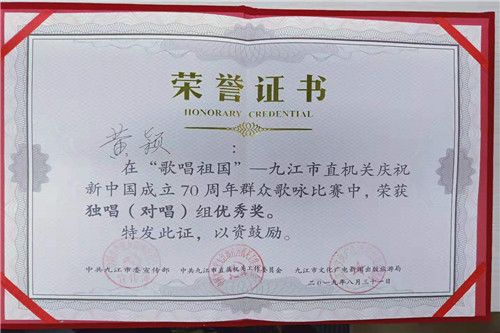 荣誉证书
HONORARY CREDENTIAL
黄颖：
在“歌唱祖国”—九江市直机关庆祝
新中国成立70周年群众歌咏比赛中，荣获
独唱（对唱）组优秀奖。
特发此证，以资鼓励。
中共九江市委宣传部 中共九江市直属机关工作委员会 九江市文化广电新闻出版旅游局
二〇一九年八月三十一日